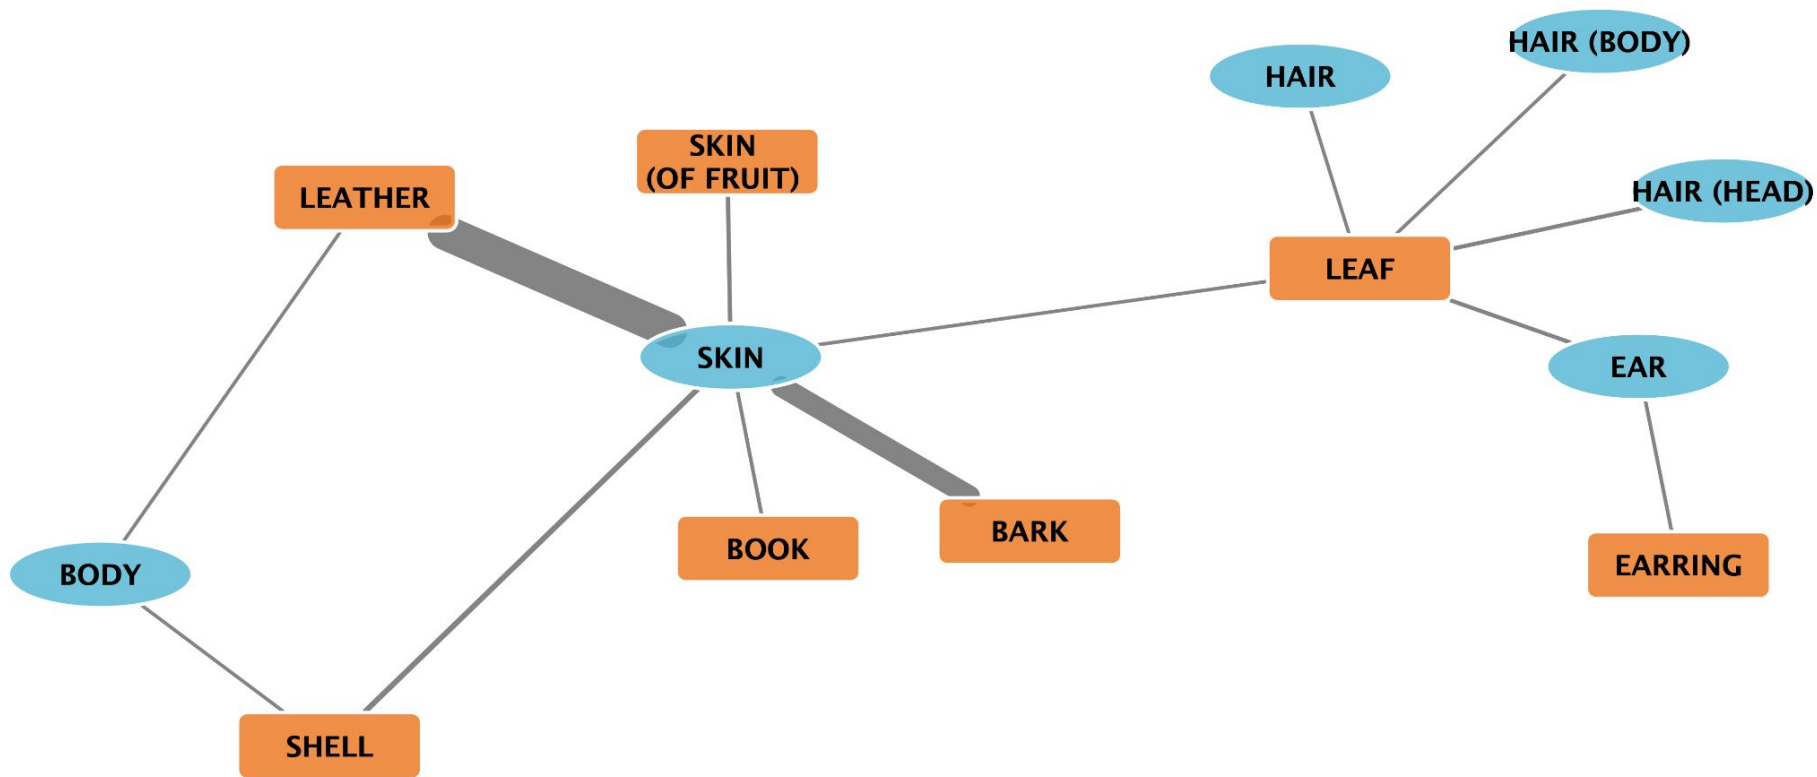 HAIR (BODY)
HAIR
SKIN
(OF FRUIT)
LEATHER
HAIR (HEAD)
LEAF
SKIN
EAR
BARK
BOOK
EARRING
BODY
SHELL